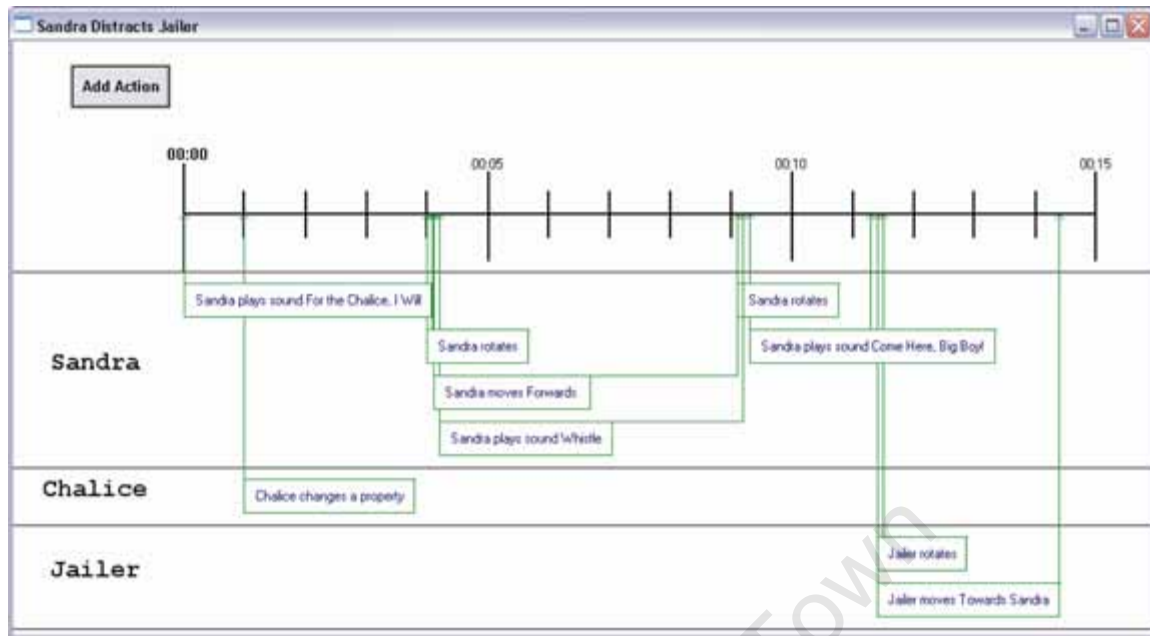 Sandra Distracts Jailer
Add Action
00:00
00:05
00:10
00:15
Sandra
Sandra plays sound For the Chalice, I Will
Sandra rotates
Sandra rotates
Sandra plays sound Come Here, Big Boy!
Sandra moves Forwards
Sandra plays sound Whistle
Chalice
Chalice changes a property
Jailer
Jailer rotates
Jailer moves Towards Sandra
Town